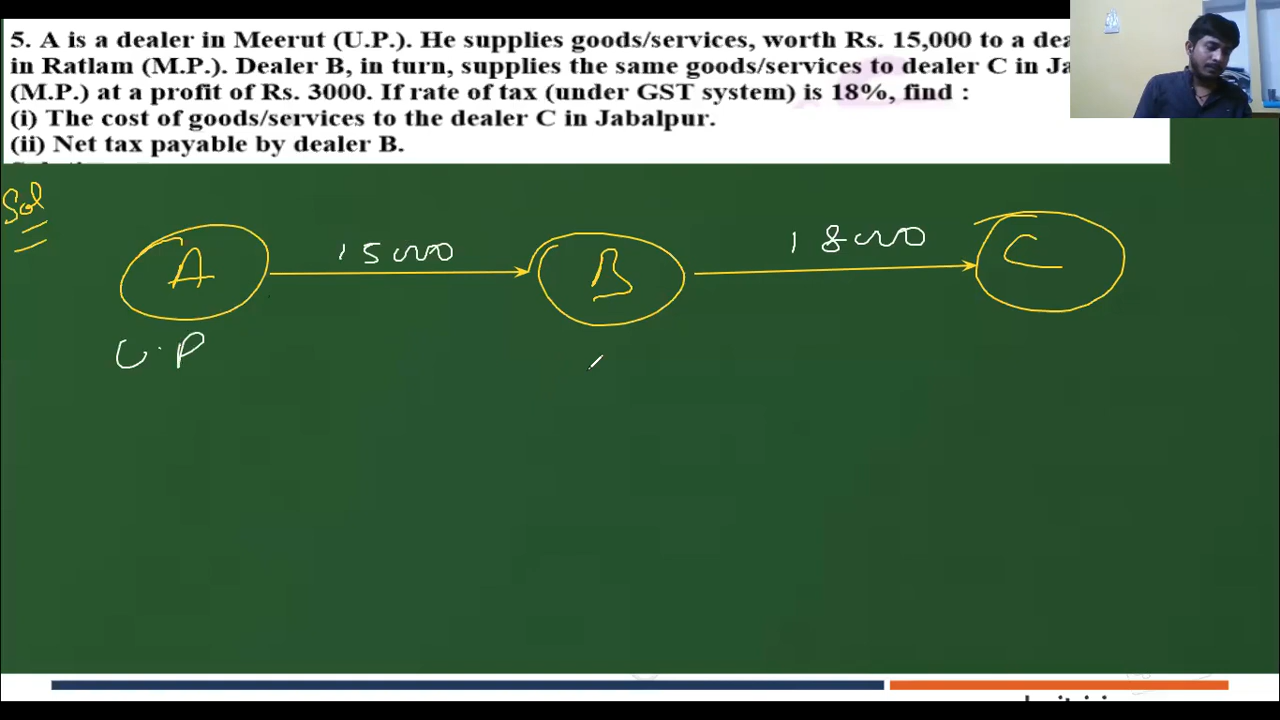 5. A is a dealer in Meerut (U.P.). He supplies goods/services, worth Rs. 15,000 to a
in Ratlam (M.P.). Dealer B, in turn, supplies the same goods/services to dealer C in
(M.P.) at a profit of Rs. 3000. If rate of tax (under GST system) is 18%, find :
(i) The cost of goods/services to the dealer C in Jabalpur.
(ii) Net tax payable by dealer B.
Sol
A 15000 B 18000 C
U.P